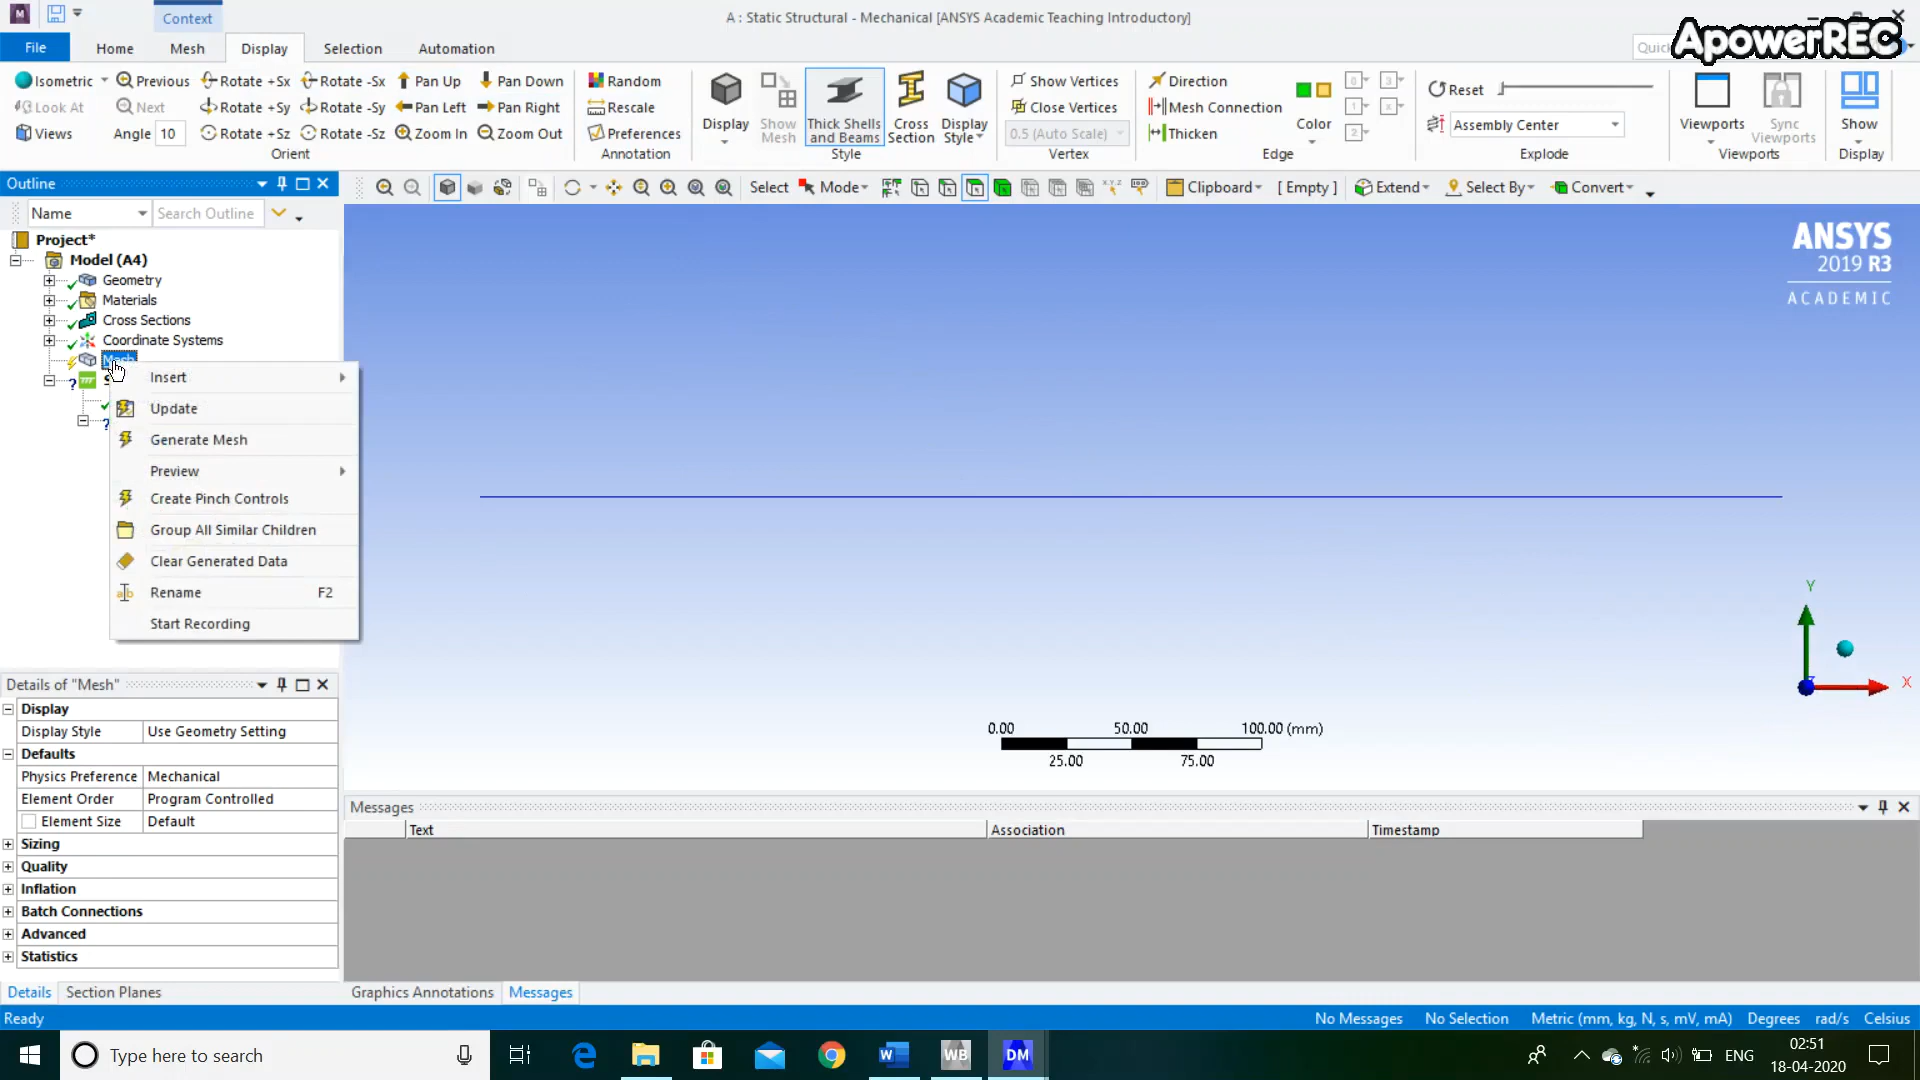 Context
A : Static Structural - Mechanical [ANSYS Academic Teaching Introductory]
ApowerREC
File
Home
Mesh
Display
Selection
Automation
Quic
Isometric
Previous
Rotate +Sx
Rotate -Sx
Pan Up
Pan Down
Random
Show Vertices
Direction
Reset
Look At
Next
Rotate +Sy
Rotate -Sy
Pan Left
Pan Right
Rescale
Close Vertices
Mesh Connection
Views
Angle 10
Rotate +Sz
Rotate -Sz
Zoom In
Zoom Out
Preferences
0.5 (Auto Scale)
Thicken
Assembly Center
Display
Show Mesh
Thick Shells and Beams
Cross Section
Display Style
Color
Viewports
Sync Viewports
Show
Orient
Annotation
Style
Vertex
Edge
Explode
Viewports
Display
Outline
Select
Mode
Clipboard
[ Empty ]
Extend
Select By
Convert
Name
Search Outline
Project*
Model (A4)
Geometry
Materials
Cross Sections
Coordinate Systems
Mesh
S
Insert
Update
Generate Mesh
Preview
Create Pinch Controls
Group All Similar Children
Clear Generated Data
Rename F2
Start Recording
ANSYS
2019 R3
ACADEMIC
Y
X
0.00 50.00 100.00 (mm)
25.00 75.00
Details of "Mesh"
Display
Display Style Use Geometry Setting
Defaults
Physics Preference Mechanical
Element Order Program Controlled
Element Size Default
Sizing
Quality
Inflation
Batch Connections
Advanced
Statistics
Messages
Text Association Timestamp
Details
Section Planes
Graphics Annotations
Messages
Ready
No Messages
No Selection
Metric (mm, kg, N, s, mV, mA)
Degrees
rad/s
Celsius
Type here to search
WB
DM
ENG
02:51
18-04-2020